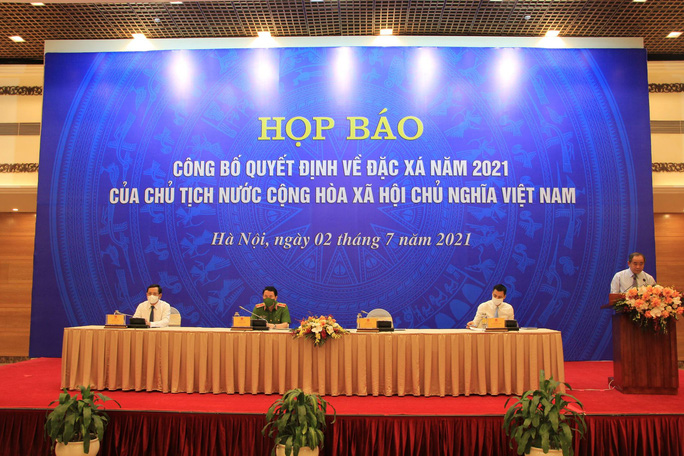 HỌP BÁO
CÔNG BỐ QUYẾT ĐỊNH VỀ ĐẶC XÁ NĂM 2021
CỦA CHỦ TỊCH NƯỚC CỘNG HÒA XÃ HỘI CHỦ NGHĨA VIỆT NAM
Hà Nội, ngày 02 tháng 7 năm 2021